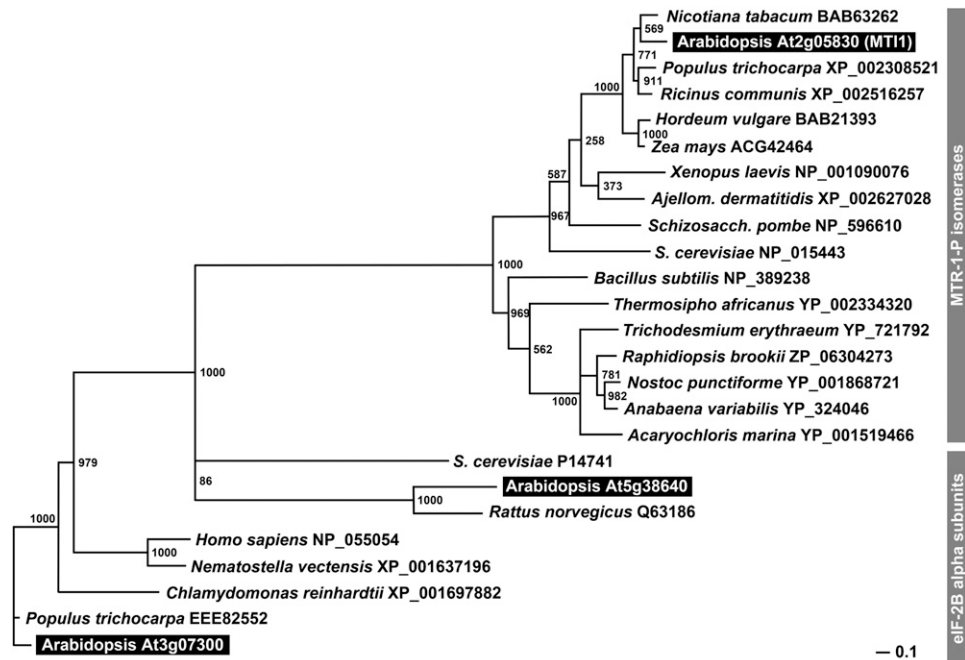 Nicotiana tabacum BAB63262
569
Arabidopsis At2g05830 (MTI1)
771
Populus trichocarpa XP_002308521
911
1000
Ricinus communis XP_002516257
Hordeum vulgare BAB21393
1000
258
Zea mays ACG42464
Xenopus laevis NP_001090076
587
373
Ajellom. dermatitidis XP_002627028
967
Schizosacch. pombe NP_596610
S. cerevisiae NP_015443
1000
Bacillus subtilis NP_389238
Thermosipho africanus YP_002334320
969
Trichodesmium erythraeum YP_721792
562
Raphidiopsis brookii ZP_06304273
781
1000
Nostoc punctiforme YP_001868721
982
1000
Anabaena variabilis YP_324046
Acaryochloris marina YP_001519466
S. cerevisiae P14741
979
86
Arabidopsis At5g38640
1000
Rattus norvegicus Q63186
1000
Homo sapiens NP_055054
1000
Nematostella vectensis XP_001637196
Chlamydomonas reinhardtii XP_001697882
Populus trichocarpa EEE82552
Arabidopsis At3g07300
0.1
MTR-1-P isomerases
eIF-2B alpha subunits